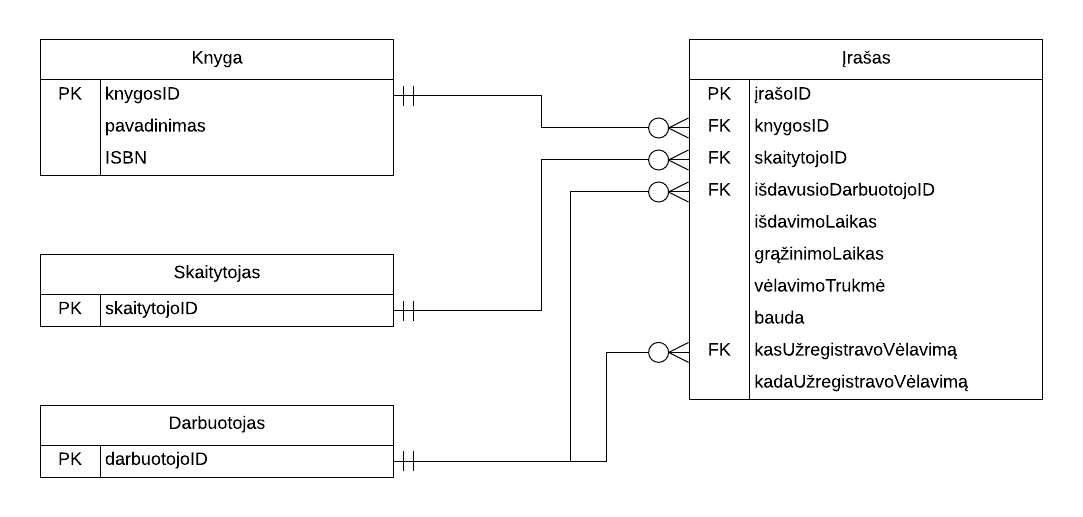 Knyga
PK knygosID
pavadinimas
ISBN
Skaitytojas
PK skaitytojoID
Darbuotojas
PK darbuotojoID
Įrašas
PK įrašoID
FK knygosID
FK skaitytojoID
FK išdavusioDarbuotojoID
išdavimoLaikas
grąžinimoLaikas
vėlavimoTrukmė
bauda
FK kasUžregistravoVėlavimą
kadaUžregistravoVėlavimą